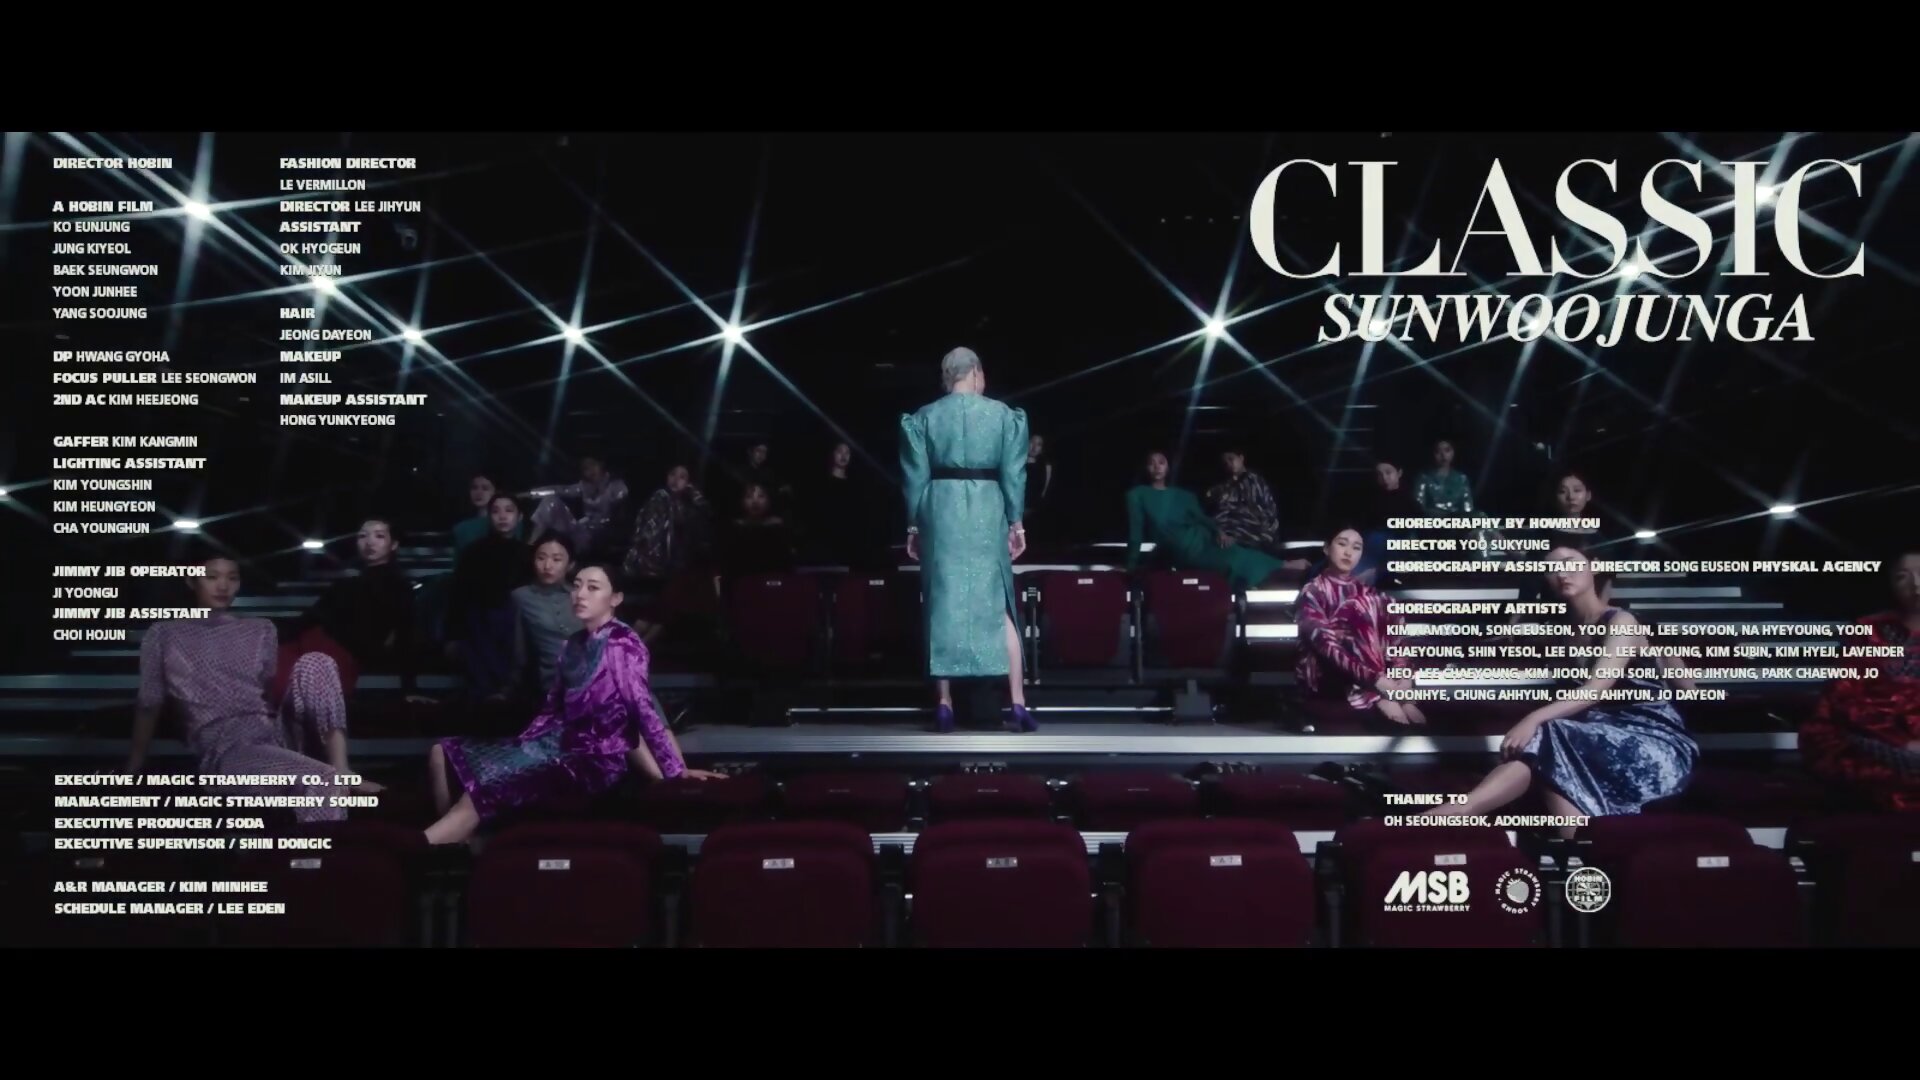 DIRECTOR HOBIN
A HOBIN FILM
KO EUNJUNG
JUNG KIYEOL
BAEK SEUNGWON
YOON JUNHEE
YANG SOOJUNG
DP HWANG GYOHA
FOCUS PULLER LEE SEONGWON
2ND AC KIM HEEJEONG
GAFFER KIM KANGMIN
LIGHTING ASSISTANT
KIM YOUNGSHIN
KIM HEUNGYEON
CHA YOUNGHUN
JIMMY JIB OPERATOR
JI YOONGU
JIMMY JIB ASSISTANT
CHOI HOJUN
EXECUTIVE / MAGIC STRAWBERRY CO., LTD
MANAGEMENT / MAGIC STRAWBERRY SOUND
EXECUTIVE PRODUCER / SODA
EXECUTIVE SUPERVISOR / SHIN DONGIC
A&R MANAGER / KIM MINHEE
SCHEDULE MANAGER / LEE EDEN
FASHION DIRECTOR
LE VERMILLON
DIRECTOR LEE JIHYUN
ASSISTANT
OK HYOGEUN
KIM JIYUN
HAIR
JEONG DAYEON
MAKEUP
IM ASILL
MAKEUP ASSISTANT
HONG YUNKYEONG
CLASSIC
SUNWOOJUNGA
CHOREOGRAPHY BY HOWHYOU
DIRECTOR YOO SUKYUNG
CHOREOGRAPHY ASSISTANT DIRECTOR SONG EUSEON PHYSKAL AGENCY
CHOREOGRAPHY ARTISTS
KIM NAMYOON, SONG EUSEON, YOO HAEUN, LEE SOYOON, NA HYEYOUNG, YOON
CHAEYOUNG, SHIN YESOL, LEE DASOL, LEE KAYOUNG, KIM SUBIN, KIM HYEJI, LAVENDER
HEO, LEE CHAEYOUNG, KIM JIOON, CHOI SORI, JEONG JIHYUNG, PARK CHAEWON, JO
YOONHYE, CHUNG AHHYUN, CHUNG AHHYUN, JO DAYEON
THANKS TO
OH SEOUNGSEOK, ADONISPROJECT
MSB
MAGIC STRAWBERRY
MAGIC STRAWBERRY SOUND
HOBIN
FILM